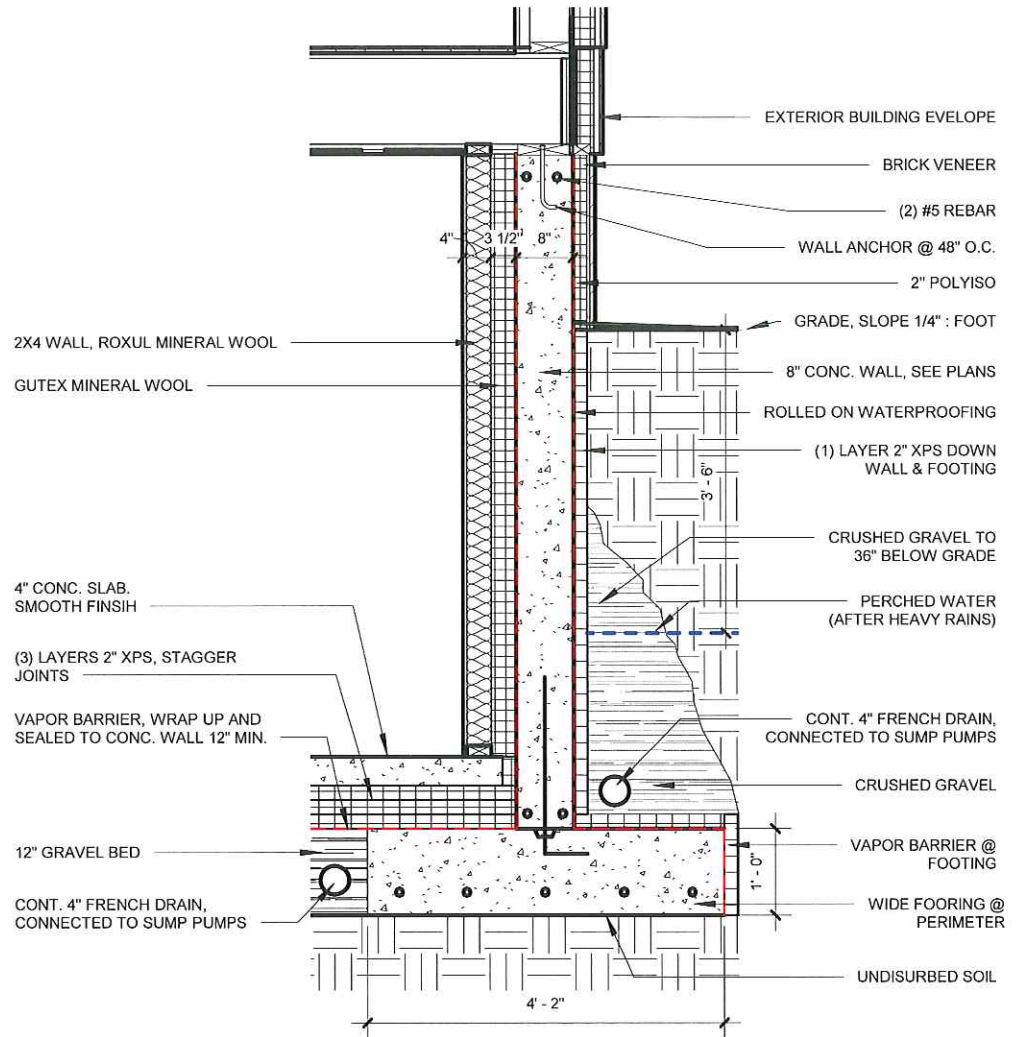 EXTERIOR BUILDING EVELOPE
BRICK VENEER
(2) #5 REBAR
WALL ANCHOR @ 48" O.C.
2" POLYISO
GRADE, SLOPE 1/4" : FOOT
8" CONC. WALL, SEE PLANS
ROLLED ON WATERPROOFING
(1) LAYER 2" XPS DOWN
WALL & FOOTING
3' - 6"
CRUSHED GRAVEL TO
36" BELOW GRADE
PERCHED WATER
(AFTER HEAVY RAINS)
CONT. 4" FRENCH DRAIN,
CONNECTED TO SUMP PUMPS
CRUSHED GRAVEL
VAPOR BARRIER @
FOOTING
1' - 0"
WIDE FOORING @
PERIMETER
UNDISURBED SOIL
4" 3 1/2" 8"
2X4 WALL, ROXUL MINERAL WOOL
GUTEX MINERAL WOOL
4" CONC. SLAB.
SMOOTH FINSIH
(3) LAYERS 2" XPS, STAGGER
JOINTS
VAPOR BARRIER, WRAP UP AND
SEALED TO CONC. WALL 12" MIN.
12" GRAVEL BED
CONT. 4" FRENCH DRAIN,
CONNECTED TO SUMP PUMPS
4' - 2"